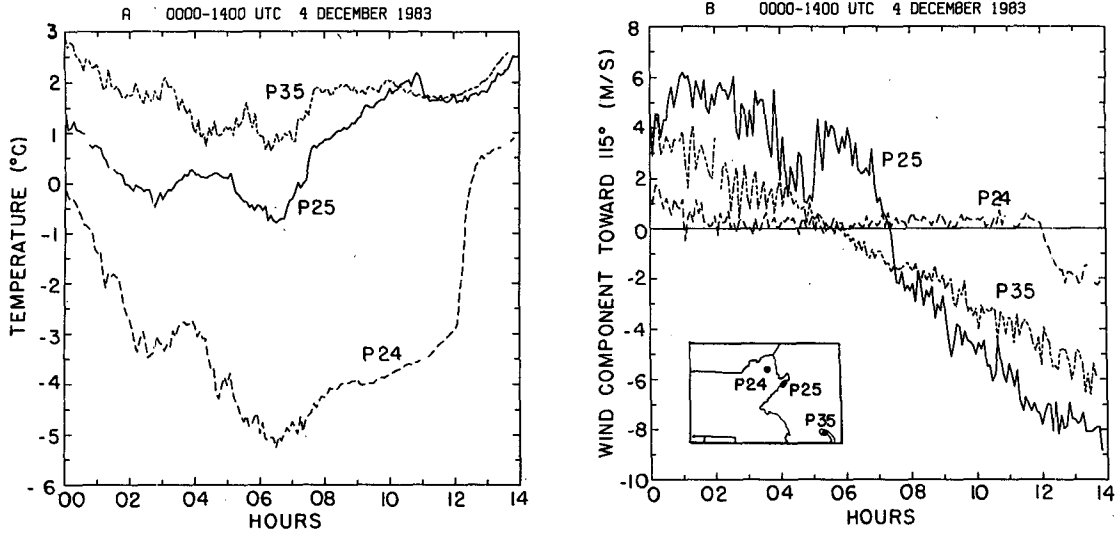 A 0000-1400 UTC 4 DECEMBER 1983
3
2
1
0
-1
-2
-3
-4
-5
-6
TEMPERATURE (°C)
P35
P25
P24
00 02 04 06 08 10 12 14
HOURS
B 0000-1400 UTC 4 DECEMBER 1983
8
6
4
2
0
-2
-4
-6
-8
-10
WIND COMPONENT TOWARD 115° (M/S)
P25
P24
P35
P24
P25
P35
0 02 04 06 08 10 12 14
HOURS